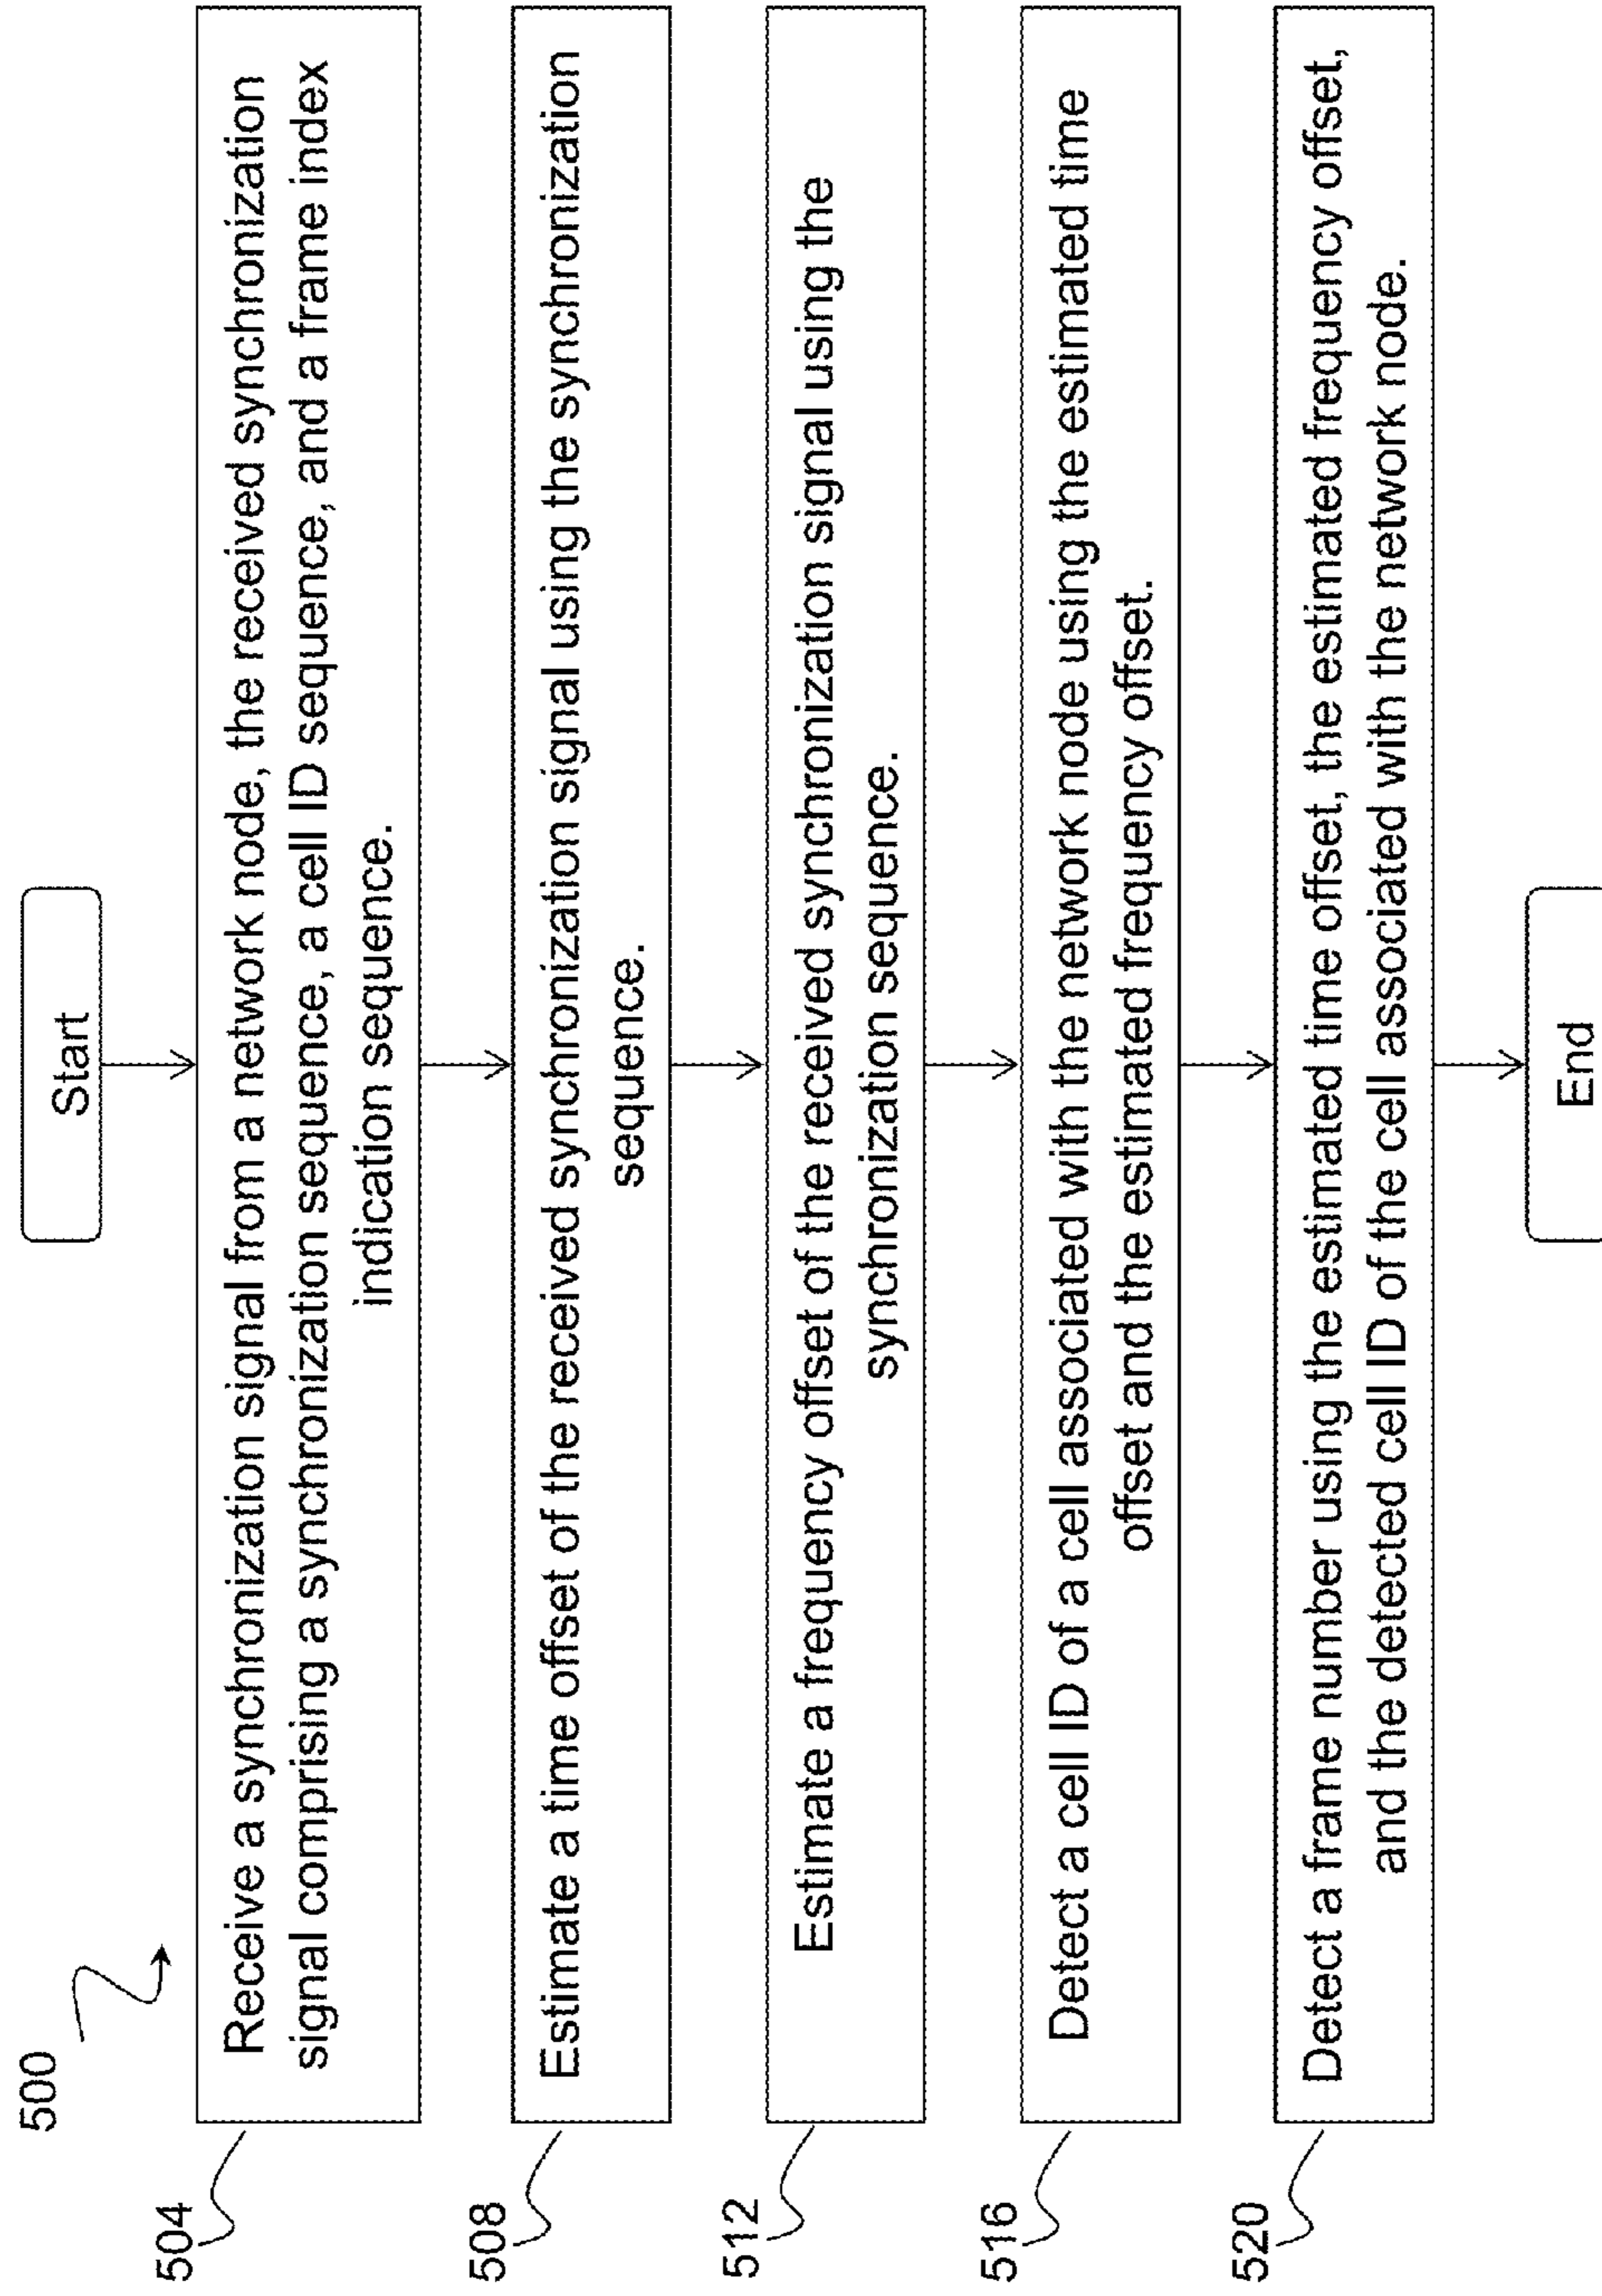 500
Start
504
Receive a synchronization signal from a network node, the received synchronization
signal comprising a synchronization sequence, a cell ID sequence, and a frame index
indication sequence.
508
Estimate a time offset of the received synchronization signal using the synchronization
sequence.
512
Estimate a frequency offset of the received synchronization signal using the
synchronization sequence.
516
Detect a cell ID of a cell associated with the network node using the estimated time
offset and the estimated frequency offset.
520
Detect a frame number using the estimated time offset, the estimated frequency offset,
and the detected cell ID of the cell associated with the network node.
End